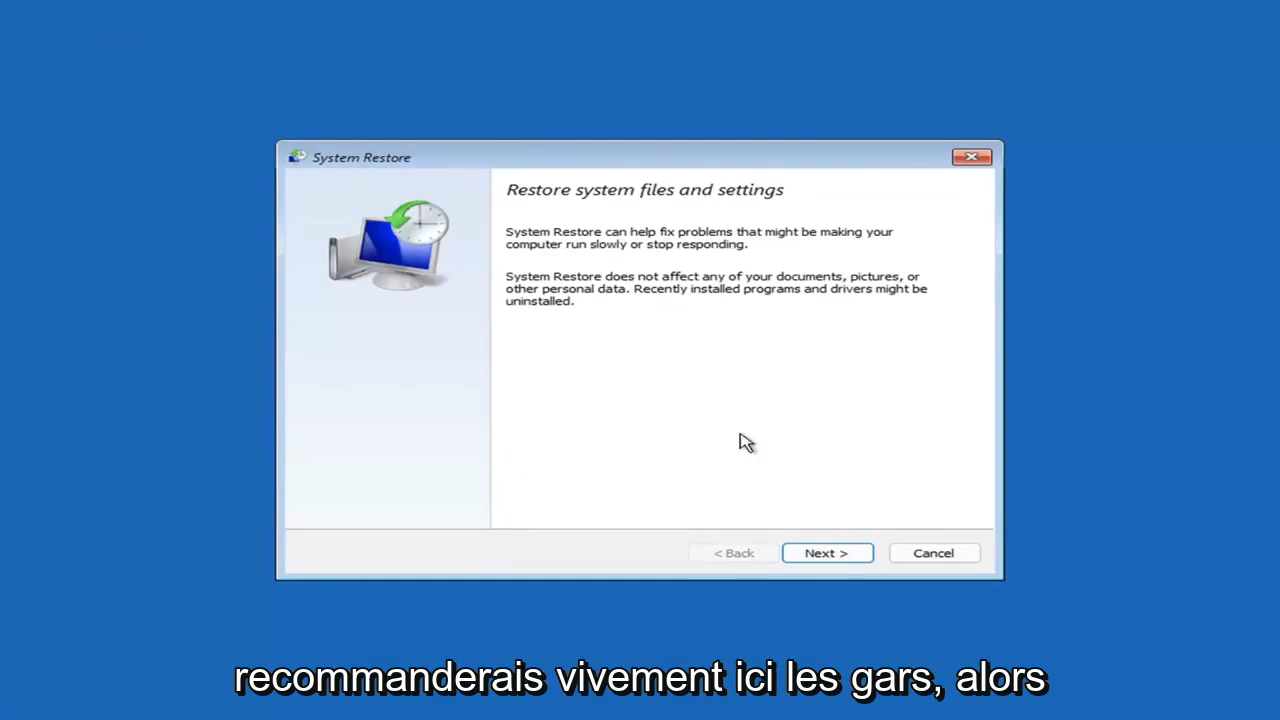 System Restore
Restore system files and settings
System Restore can help fix problems that might be making your
computer run slowly or stop responding.
System Restore does not affect any of your documents, pictures, or
other personal data. Recently installed programs and drivers might be
uninstalled.
< Back Next > Cancel
recommanderais vivement ici les gars, alors